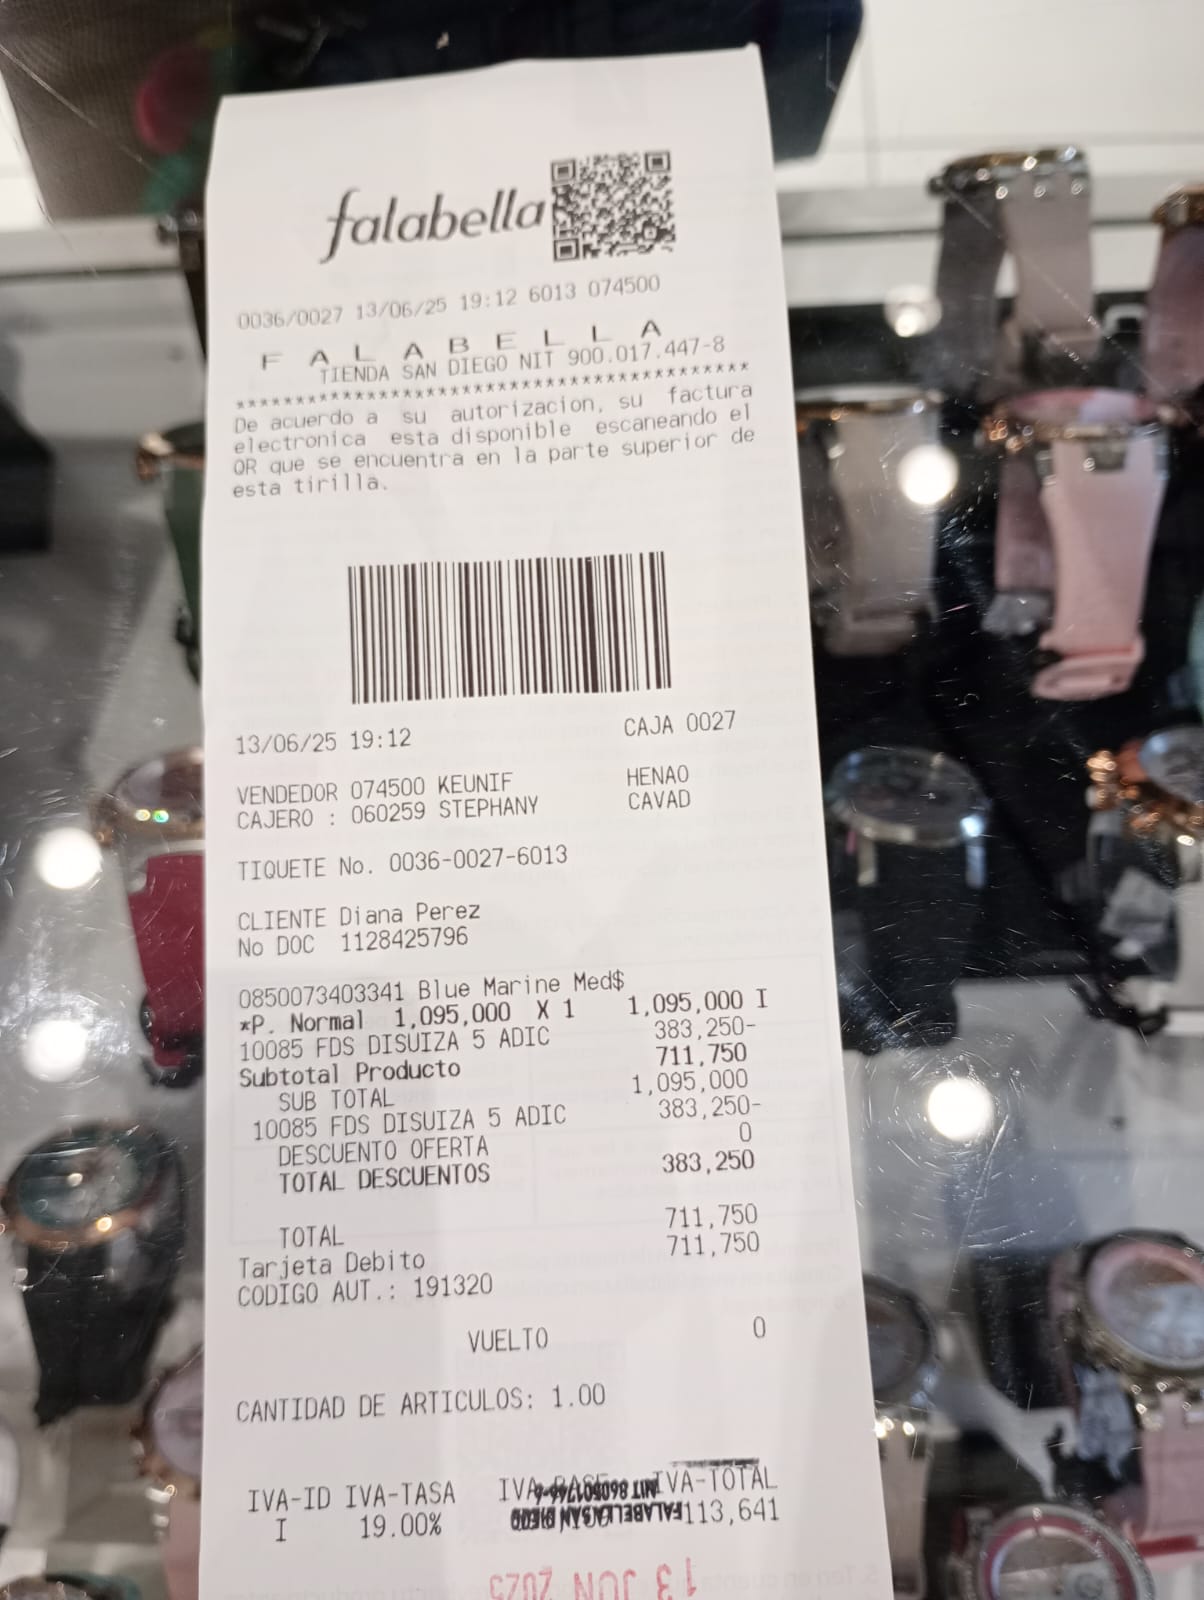 falabella
0036/0027 13/06/25 19:12 6013 074500
F A L A B E L L A
TIENDA SAN DIEGO NIT 900.017.447-8
****************************************
De acuerdo a su autorizacion, su factura
electronica esta disponible escaneando el
QR que se encuentra en la parte superior de
esta tirilla.
13/06/25 19:12 CAJA 0027
VENDEDOR 074500 KEUNIF HENAO
CAJERO : 060259 STEPHANY CAVAD
TIQUETE No. 0036-0027-6013
CLIENTE Diana Perez
No DOC 1128425796
0850073403341 Blue Marine Med$
*P. Normal 1,095,000 X 1 1,095,000 I
10085 FDS DISUIZA 5 ADIC 383,250-
Subtotal Producto 711,750
SUB TOTAL 1,095,000
10085 FDS DISUIZA 5 ADIC 383,250-
DESCUENTO OFERTA 0
TOTAL DESCUENTOS 383,250
TOTAL 711,750
Tarjeta Debito 711,750
CODIGO AUT.: 191320
VUELTO 0
CANTIDAD DE ARTICULOS: 1.00
IVA-ID IVA-TASA IVA-BASE IVA-TOTAL
I 19.00% 113,641
FALABELLA SAN DIEGO
13 JUN 2025